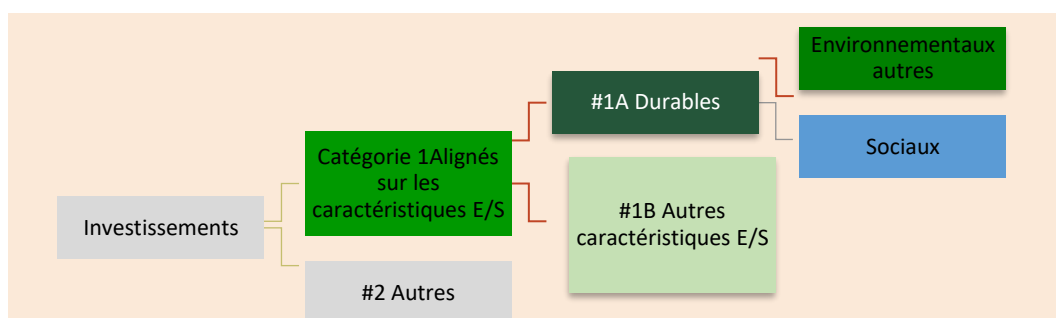 Investissements
Catégorie 1Alignés
sur les
caractéristiques E/S
#2 Autres
#1A Durables
#1B Autres
caractéristiques E/S
Environnementaux
autres
Sociaux